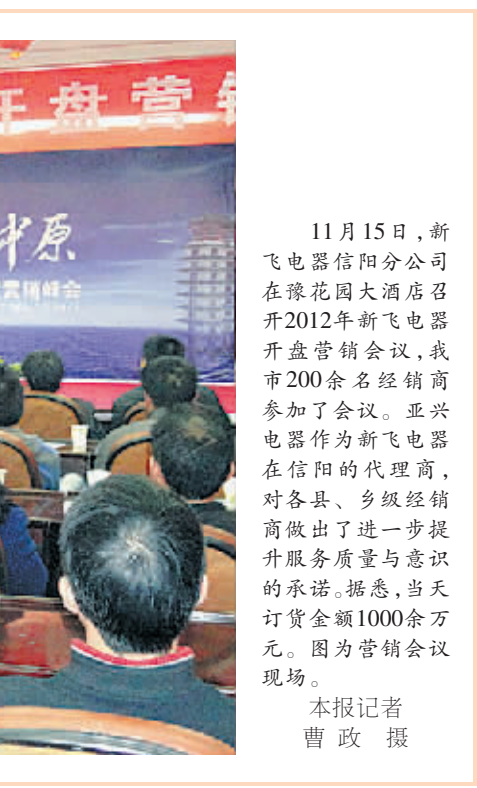 开盘营销
中原
营销峰会
11月15日，新
飞电器信阳分公司
在豫花园大酒店召
开2012年新飞电器
开盘营销会议，我
市200余名经销商
参加了会议。亚兴
电器作为新飞电器
在信阳的代理商，
对各县、乡级经销
商做出了进一步提
升服务质量与意识
的承诺。据悉，当天
订货金额1000余万
元。图为营销会议
现场。
本报记者
曹 政 摄